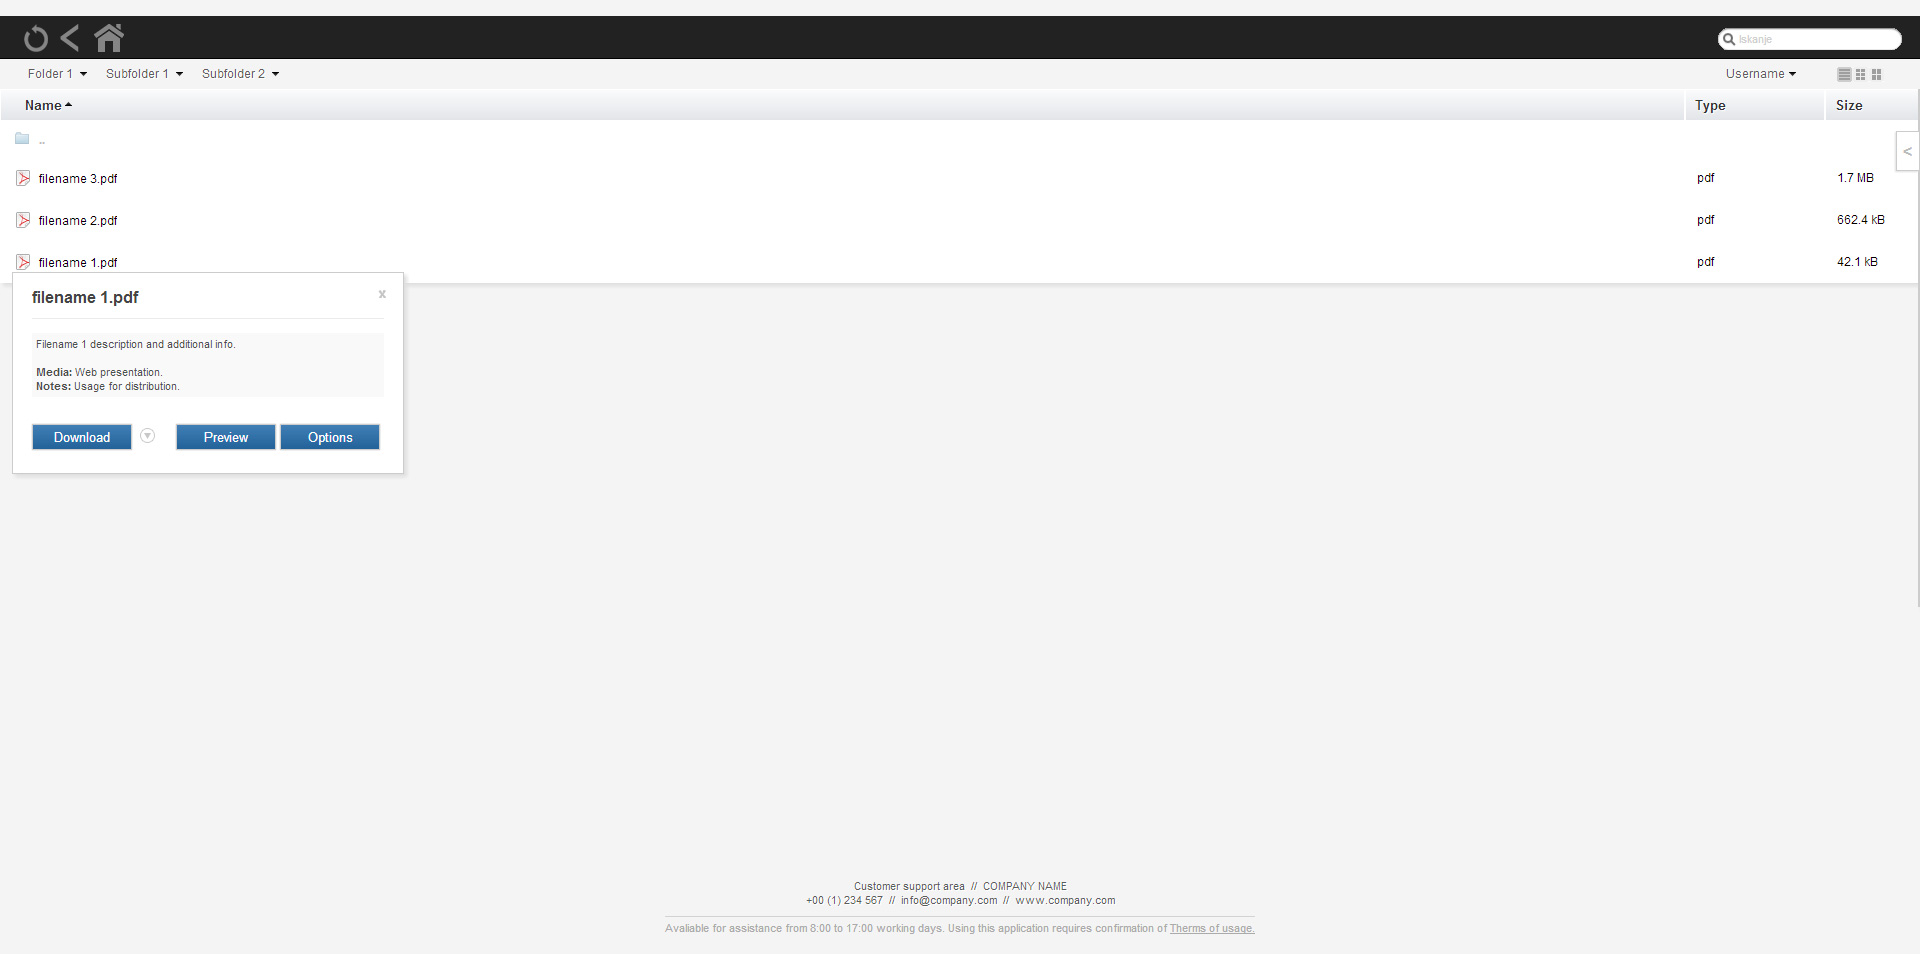 Iskanje
Folder 1 Subfolder 1 Subfolder 2 Username
Name Type Size
..
filename 3.pdf pdf 1.7 MB
filename 2.pdf pdf 662.4 kB
filename 1.pdf pdf 42.1 kB
filename 1.pdf x
Filename 1 description and additional info.
Media: Web presentation.
Notes: Usage for distribution.
Download Preview Options
Customer support area // COMPANY NAME
+00 (1) 234 567 // info@company.com // www.company.com
Avaliable for assistance from 8:00 to 17:00 working days. Using this application requires confirmation of Therms of usage.